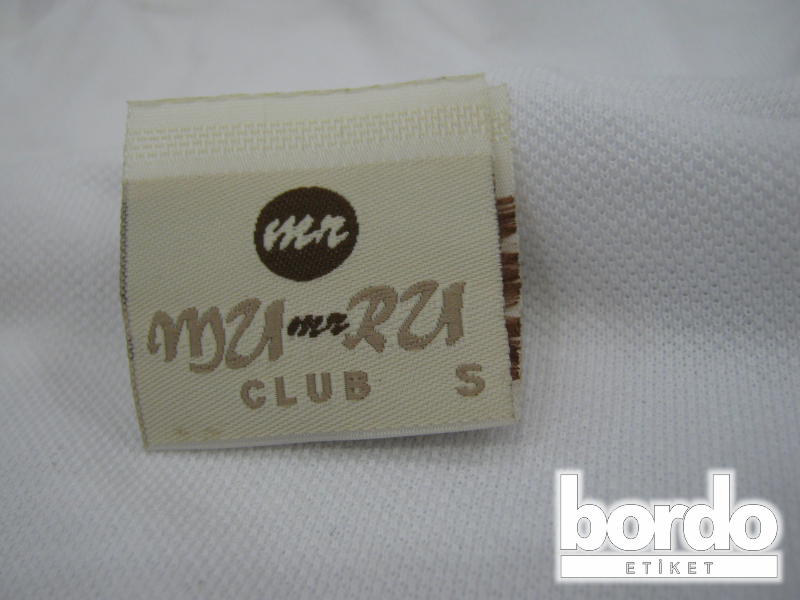 mr
MU mr RU
CLUB S
bordo
ETİKET